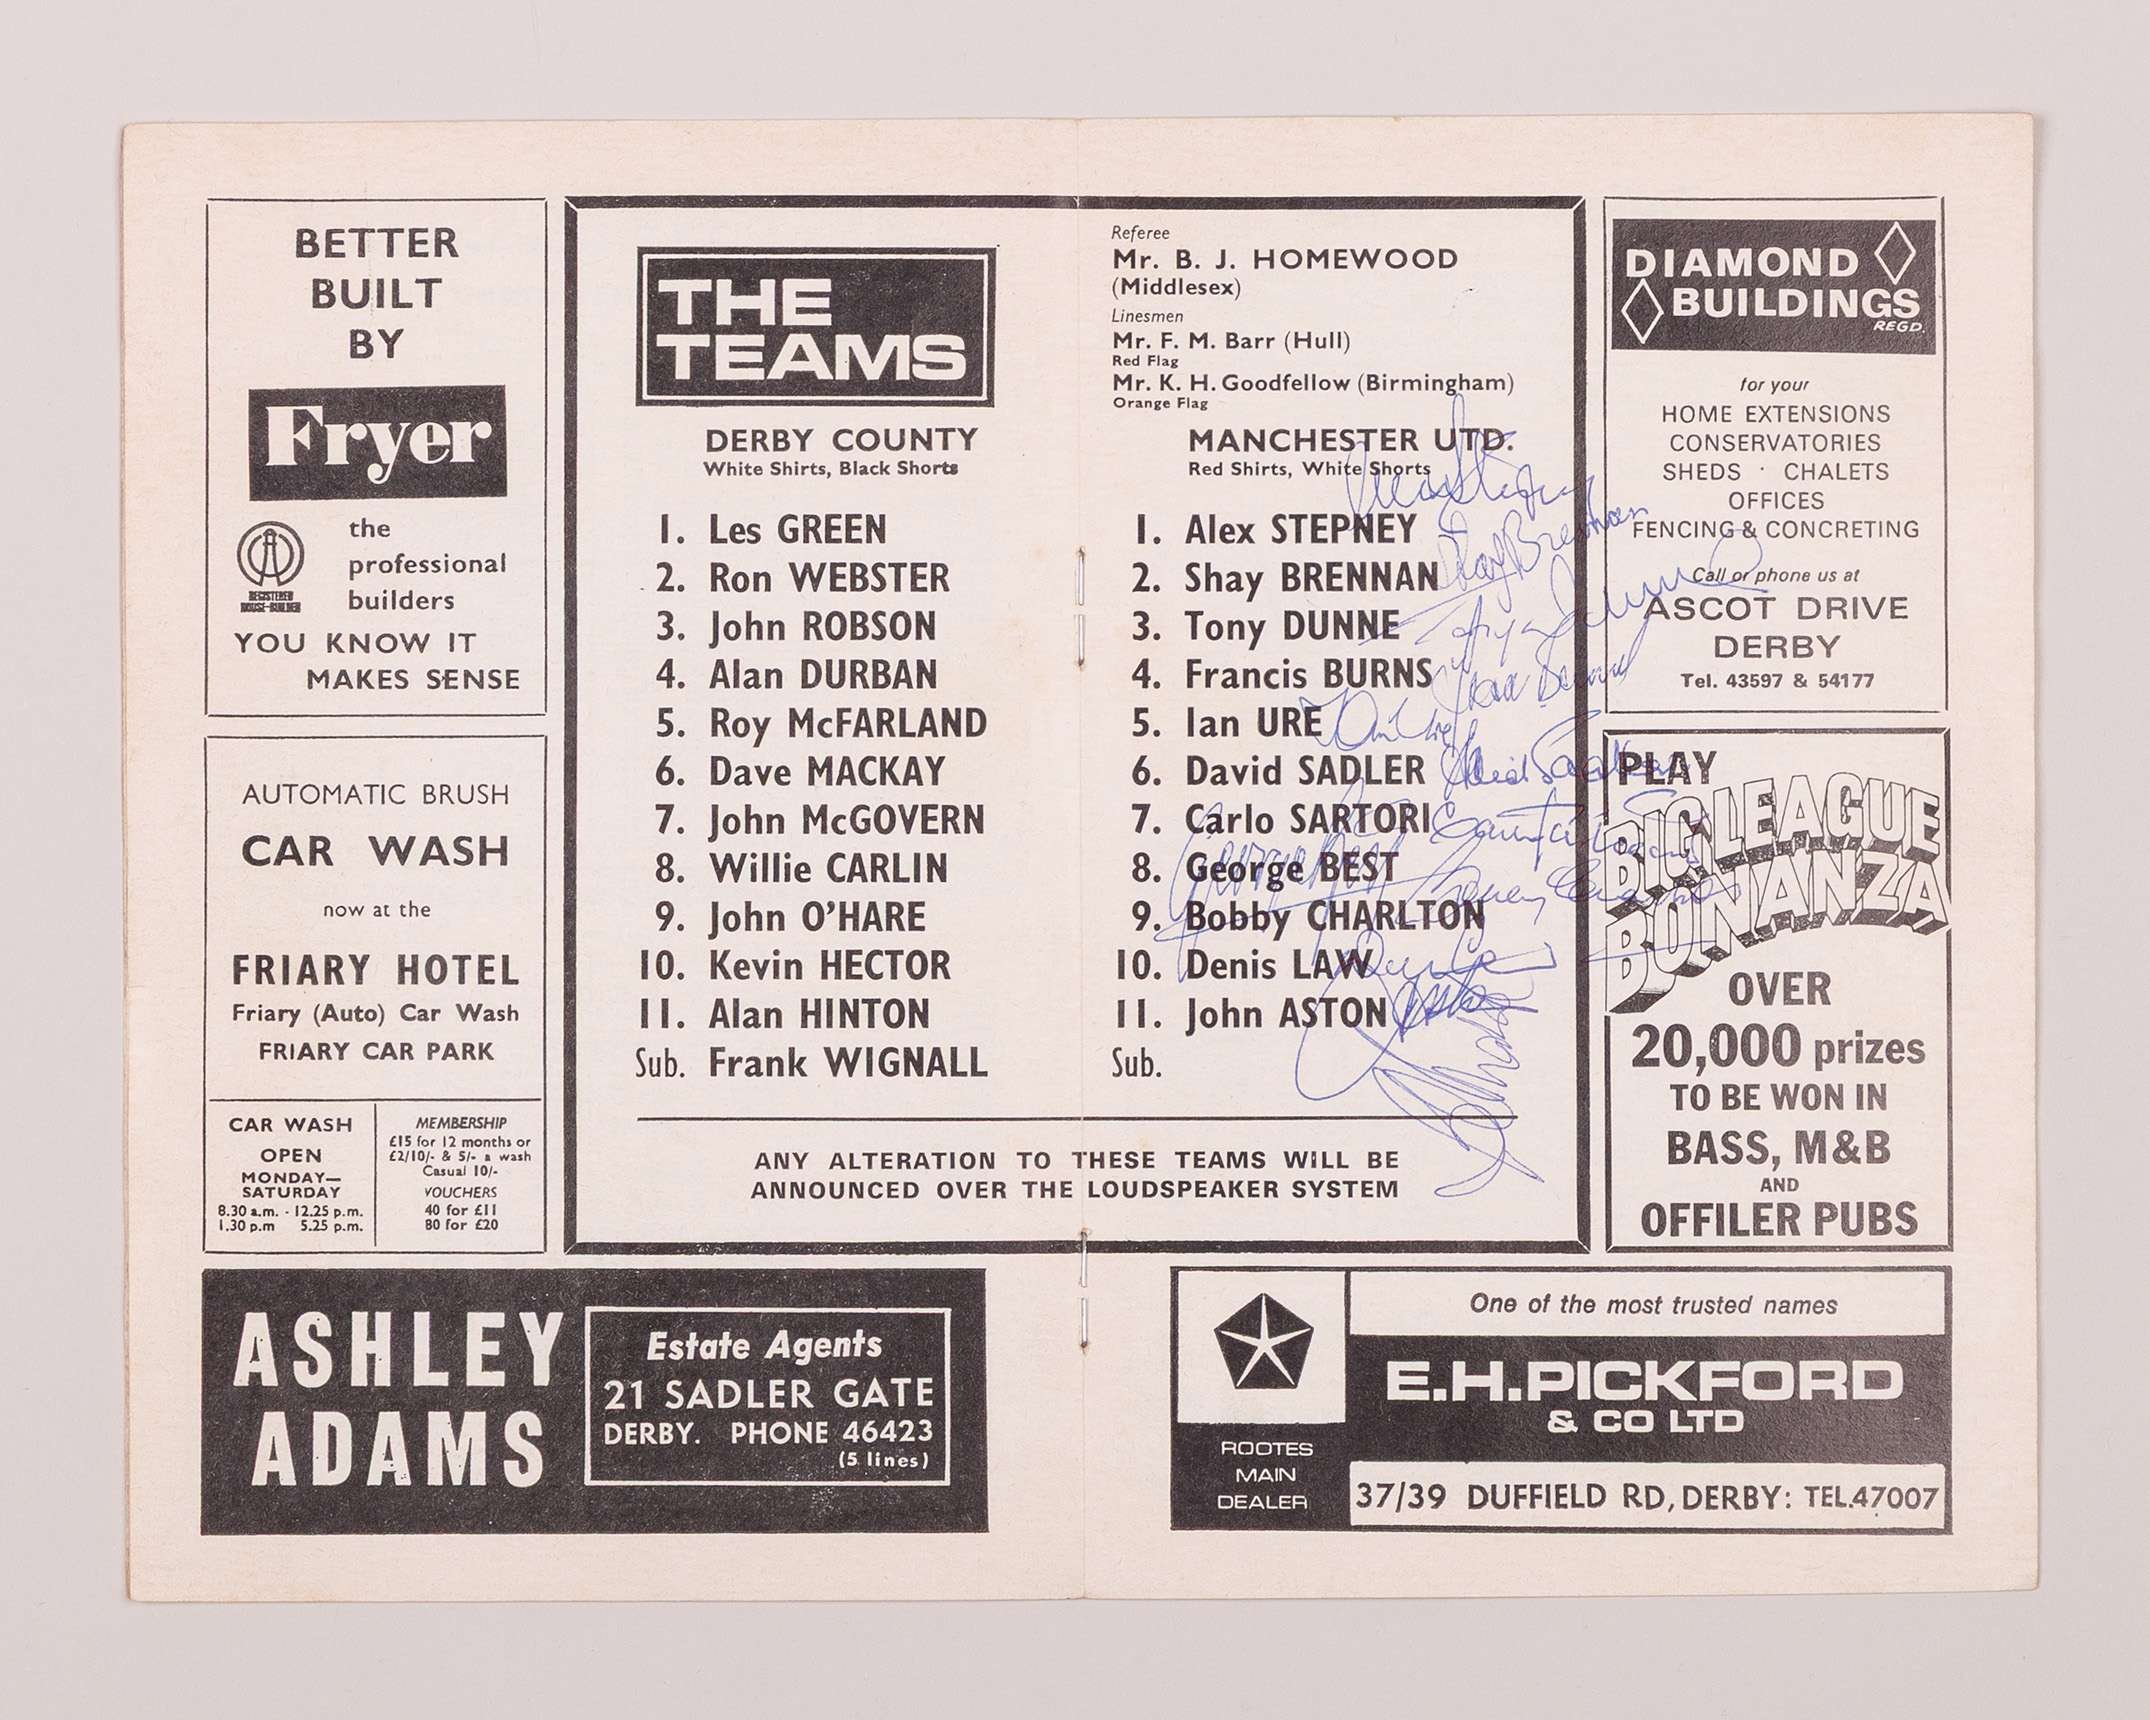 BETTER
BUILT
BY
Fryer
the
professional
builders
REGISTERED
HOUSE-BUILDER
YOU KNOW IT
MAKES SENSE
AUTOMATIC BRUSH
CAR WASH
now at the
FRIARY HOTEL
Friary (Auto) Car Wash
FRIARY CAR PARK
CAR WASH
OPEN
MONDAY—
SATURDAY
8.30 a.m. - 12.25 p.m.
1.30 p.m 5.25 p.m.
MEMBERSHIP
£15 for 12 months or
£2/10/- & 5/- a wash
Casual 10/-
VOUCHERS
40 for £11
80 for £20
THE
TEAMS
DERBY COUNTY
White Shirts, Black Shorts
1. Les GREEN
2. Ron WEBSTER
3. John ROBSON
4. Alan DURBAN
5. Roy McFARLAND
6. Dave MACKAY
7. John McGOVERN
8. Willie CARLIN
9. John O'HARE
10. Kevin HECTOR
11. Alan HINTON
Sub. Frank WIGNALL
Referee
Mr. B. J. HOMEWOOD
(Middlesex)
Linesmen
Mr. F. M. Barr (Hull)
Red Flag
Mr. K. H. Goodfellow (Birmingham)
Orange Flag
MANCHESTER UTD.
Red Shirts, White Shorts
1. Alex STEPNEY
2. Shay BRENNAN
Shay Brennan
3. Tony DUNNE
4. Francis BURNS
5. Ian URE
Ian Ure
6. David SADLER
David Sadler
7. Carlo SARTORI
8. George BEST
George Best
9. Bobby CHARLTON
10. Denis LAW
11. John ASTON
Sub.
ANY ALTERATION TO THESE TEAMS WILL BE
ANNOUNCED OVER THE LOUDSPEAKER SYSTEM
DIAMOND
BUILDINGS
REGD.
for your
HOME EXTENSIONS
CONSERVATORIES
SHEDS · CHALETS
OFFICES
FENCING & CONCRETING
Call or phone us at
ASCOT DRIVE
DERBY
Tel. 43597 & 54177
PLAY
BIG LEAGUE
BONANZA
OVER
20,000 prizes
TO BE WON IN
BASS, M&B
AND
OFFILER PUBS
ASHLEY
ADAMS
Estate Agents
21 SADLER GATE
DERBY. PHONE 46423
(5 lines)
ROOTES
MAIN
DEALER
One of the most trusted names
E.H.PICKFORD
& CO LTD
37/39 DUFFIELD RD, DERBY: TEL.47007